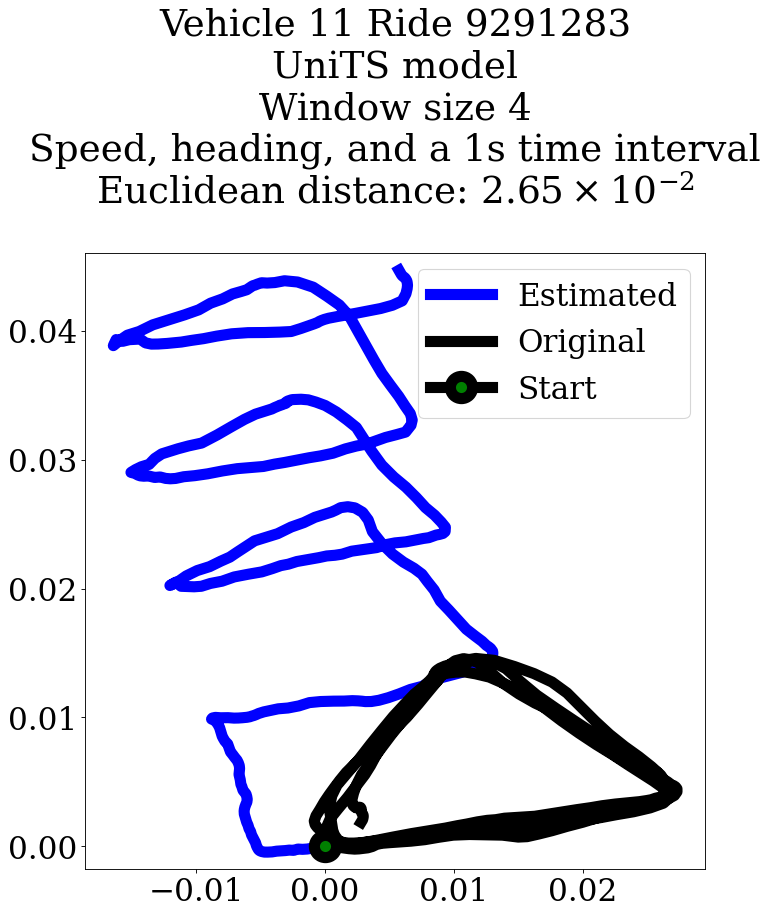 Vehicle 11 Ride 9291283
UniTS model
Window size 4
Speed, heading, and a 1s time interval
Euclidean distance: 2.65 × 10⁻²
Estimated
Original
Start
0.04
0.03
0.02
0.01
0.00
−0.01 0.00 0.01 0.02